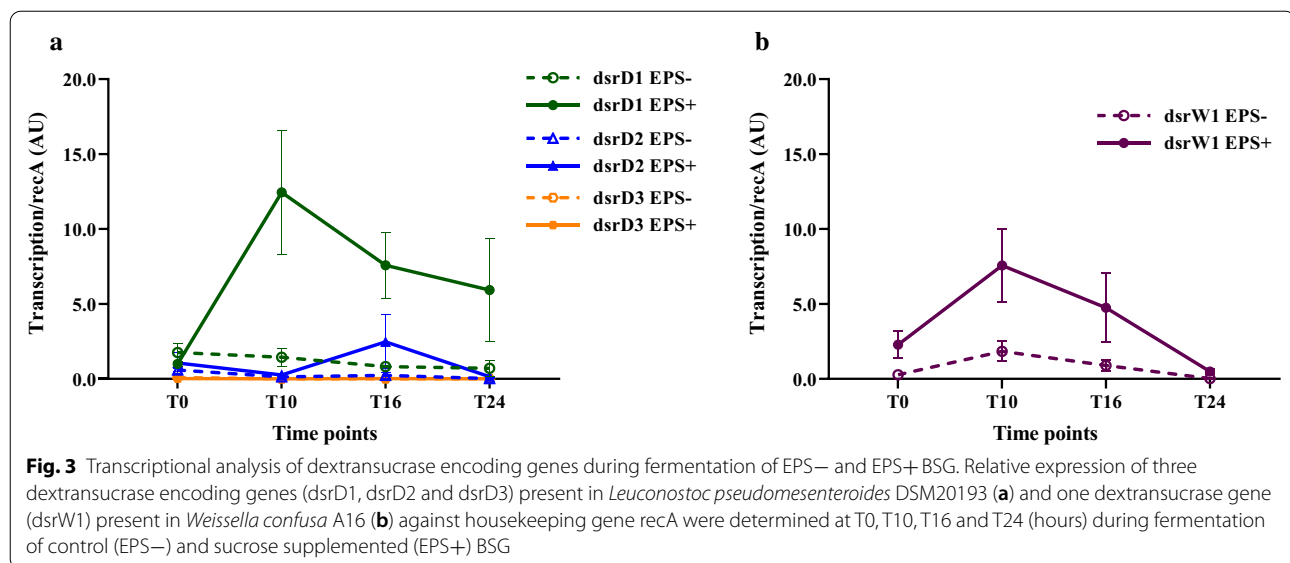 a
b
20.0
15.0
10.0
5.0
0.0
Transcription/recA (AU)
T0 T10 T16 T24
Time points
dsrD1 EPS-
dsrD1 EPS+
dsrD2 EPS-
dsrD2 EPS+
dsrD3 EPS-
dsrD3 EPS+
20.0
15.0
10.0
5.0
0.0
Transcription/recA (AU)
T0 T10 T16 T24
Time points
dsrW1 EPS-
dsrW1 EPS+
Fig. 3 Transcriptional analysis of dextransucrase encoding genes during fermentation of EPS− and EPS+ BSG. Relative expression of three
dextransucrase encoding genes (dsrD1, dsrD2 and dsrD3) present in Leuconostoc pseudomesenteroides DSM20193 (a) and one dextransucrase gene
(dsrW1) present in Weissella confusa A16 (b) against housekeeping gene recA were determined at T0, T10, T16 and T24 (hours) during fermentation
of control (EPS−) and sucrose supplemented (EPS+) BSG